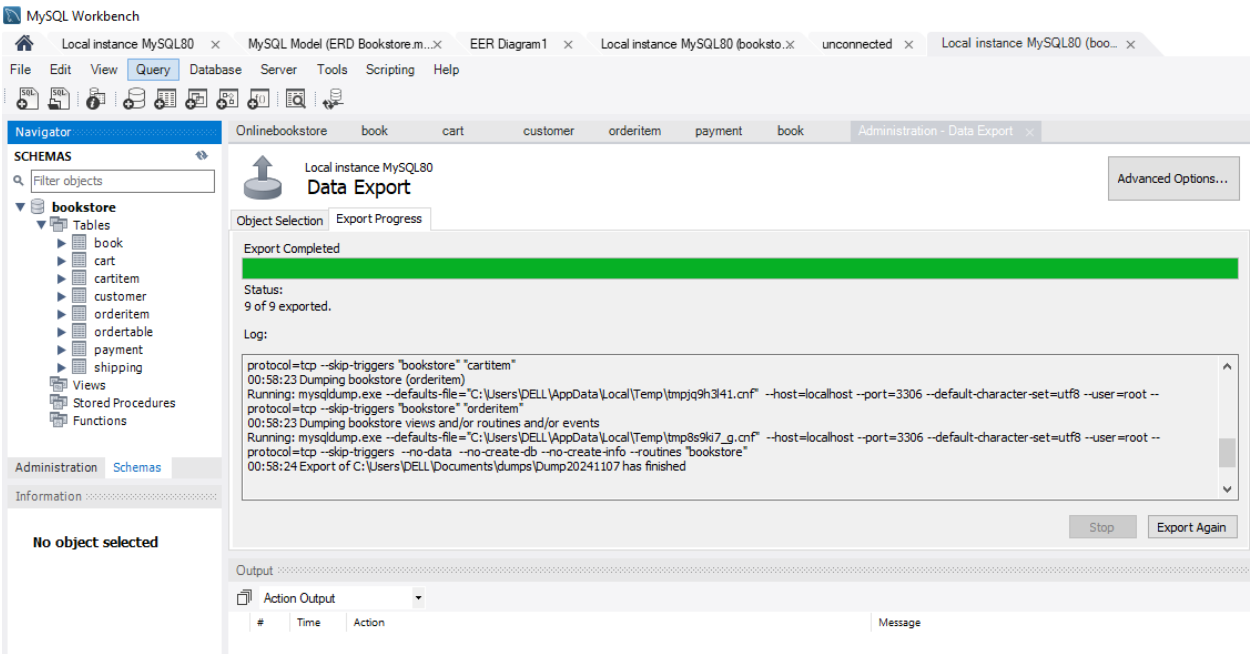 MySQL Workbench
Local instance MySQL80 × MySQL Model (ERD Bookstore.m...× EER Diagram1 × Local instance MySQL80 (booksto.× unconnected × Local instance MySQL80 (boo... ×
File Edit View Query Database Server Tools Scripting Help
Navigator
SCHEMAS
Filter objects
bookstore
Tables
book
cart
cartitem
customer
orderitem
ordertable
payment
shipping
Views
Stored Procedures
Functions
Administration Schemas
Information
No object selected
Onlinebookstore book cart customer orderitem payment book Administration - Data Export ×
Local instance MySQL80
Data Export
Advanced Options...
Object Selection Export Progress
Export Completed
Status:
9 of 9 exported.
Log:
protocol=tcp --skip-triggers "bookstore" "cartitem"
00:58:23 Dumping bookstore (orderitem)
Running: mysqldump.exe --defaults-file="C:\Users\DELL\AppData\Local\Temp\tmpjq9h3l41.cnf" --host=localhost --port=3306 --default-character-set=utf8 --user=root --
protocol=tcp --skip-triggers "bookstore" "orderitem"
00:58:23 Dumping bookstore views and/or routines and/or events
Running: mysqldump.exe --defaults-file="C:\Users\DELL\AppData\Local\Temp\tmp8s9ki7_g.cnf" --host=localhost --port=3306 --default-character-set=utf8 --user=root --
protocol=tcp --skip-triggers --no-data --no-create-db --no-create-info --routines "bookstore"
00:58:24 Export of C:\Users\DELL\Documents\dumps\Dump20241107 has finished
Stop Export Again
Output
Action Output
# Time Action Message